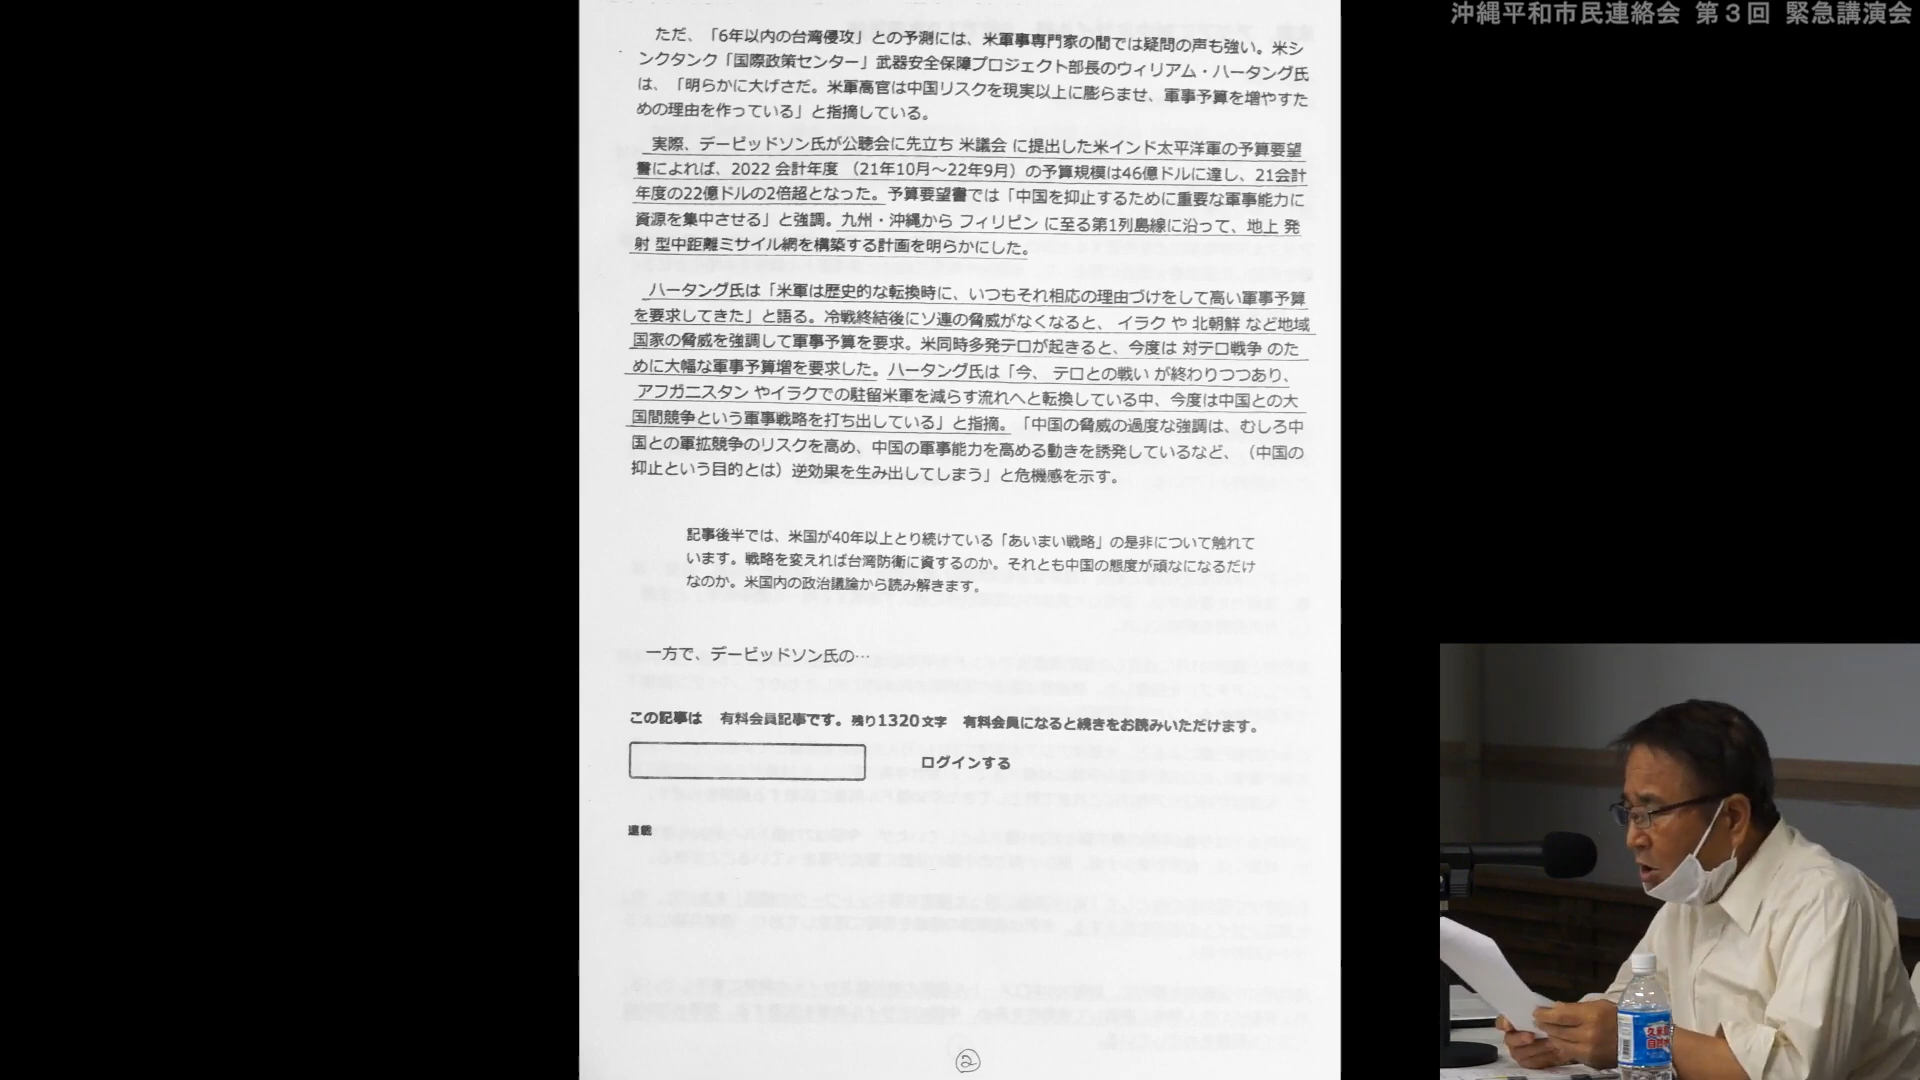 沖縄平和市民連絡会 第3回 緊急講演会
ただ、「6年以内の台湾侵攻」との予測には、米軍事専門家の間では疑問の声も強い。米シ
ンクタンク「国際政策センター」武器安全保障プロジェクト部長のウィリアム・ハータング氏
は、「明らかに大げさだ。米軍高官は中国リスクを現実以上に膨らませ、軍事予算を増やすた
めの理由を作っている」と指摘している。
実際、デービッドソン氏が公聴会に先立ち 米議会 に提出した米インド太平洋軍の予算要望
書によれば、2022 会計年度 (21年10月〜22年9月)の予算規模は46億ドルに達し、21会計
年度の22億ドルの2倍超となった。予算要望書では「中国を抑止するために重要な軍事能力に
資源を集中させる」と強調。九州・沖縄から フィリピン に至る第1列島線に沿って、地上 発
射 型中距離ミサイル網を構築する計画を明らかにした。
ハータング氏は「米軍は歴史的な転換時に、いつもそれ相応の理由づけをして高い軍事予算
を要求してきた」と語る。冷戦終結後にソ連の脅威がなくなると、 イラク や 北朝鮮 など地域
国家の脅威を強調して軍事予算を要求。米同時多発テロが起きると、今度は 対テロ戦争 のた
めに大幅な軍事予算増を要求した。ハータング氏は「今、 テロとの戦い が終わりつつあり、
アフガニスタン やイラクでの駐留米軍を減らす流れへと転換している中、今度は中国との大
国間競争という軍事戦略を打ち出している」と指摘。「中国の脅威の過度な強調は、むしろ中
国との軍拡競争のリスクを高め、中国の軍事能力を高める動きを誘発しているなど、(中国の
抑止という目的とは)逆効果を生み出してしまう」と危機感を示す。
記事後半では、米国が40年以上とり続けている「あいまい戦略」の是非について触れて
います。戦略を変えれば台湾防衛に資するのか。それとも中国の態度が頑なになるだけ
なのか。米国内の政治議論から読み解きます。
一方で、デービッドソン氏の…
この記事は 有料会員記事です。残り1320文字 有料会員になると続きをお読みいただけます。
ログインする
連載
②